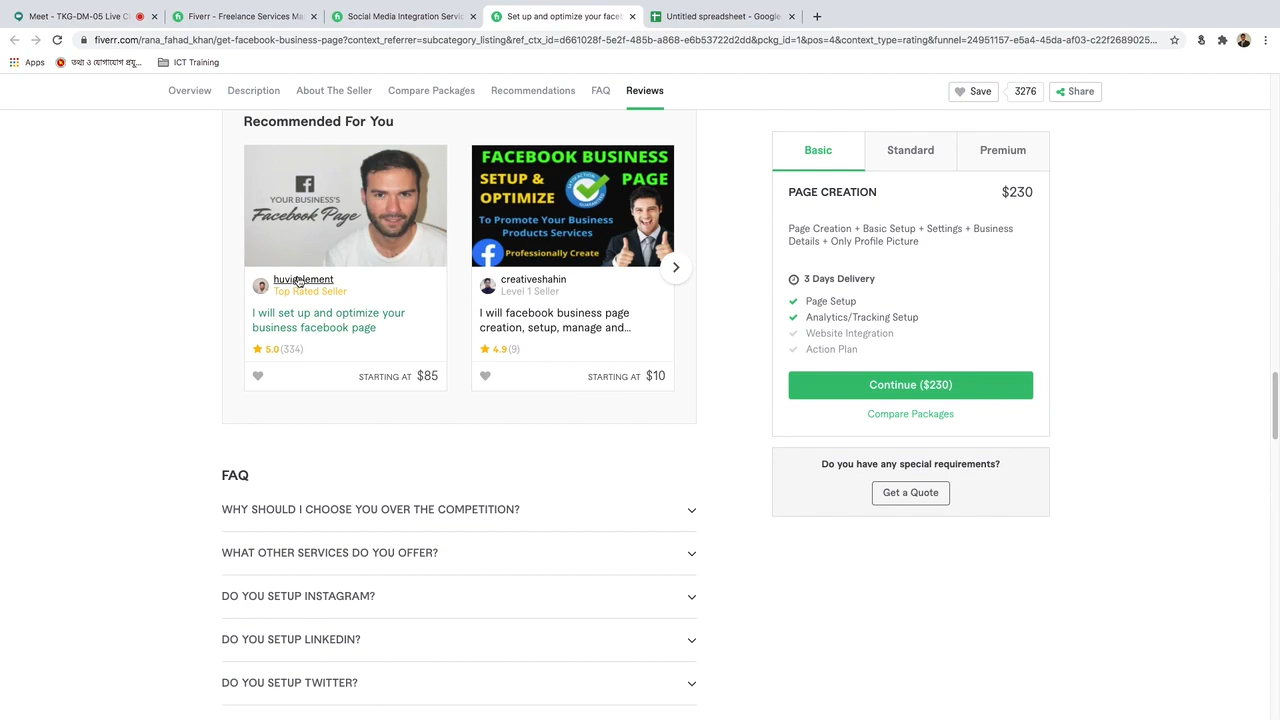 Meet - TKG-DM-05 Live Cl
Fiverr - Freelance Services Ma
Social Media Integration Servic
Set up and optimize your faceb
Untitled spreadsheet - Google
fiverr.com/rana_fahad_khan/get-facebook-business-page?context_referrer=subcategory_listing&ref_ctx_id=d661028f-5e2f-485b-a868-e6b53722d2dd&pckg_id=1&pos=4&context_type=rating&funnel=24951157-e5a4-45da-af03-c22f2689025...
Apps
তথ্য ও যোগাযোগ প্রযু...
ICT Training
Overview
Description
About The Seller
Compare Packages
Recommendations
FAQ
Reviews
Save
3276
Share
Recommended For You
YOUR BUSINESS'S
Facebook Page
Top Rated Seller
I will set up and optimize your
business facebook page
5.0 (334)
STARTING AT $85
FACEBOOK BUSINESS
SETUP & PAGE
OPTIMIZE
To Promote Your Business
Products Services
Professionally Create
creativeshahin
Level 1 Seller
I will facebook business page
creation, setup, manage and...
4.9 (9)
STARTING AT $10
Basic
Standard
Premium
PAGE CREATION $230
Page Creation + Basic Setup + Settings + Business
Details + Only Profile Picture
3 Days Delivery
Page Setup
Analytics/Tracking Setup
Website Integration
Action Plan
Continue ($230)
Compare Packages
Do you have any special requirements?
Get a Quote
FAQ
WHY SHOULD I CHOOSE YOU OVER THE COMPETITION?
WHAT OTHER SERVICES DO YOU OFFER?
DO YOU SETUP INSTAGRAM?
DO YOU SETUP LINKEDIN?
DO YOU SETUP TWITTER?